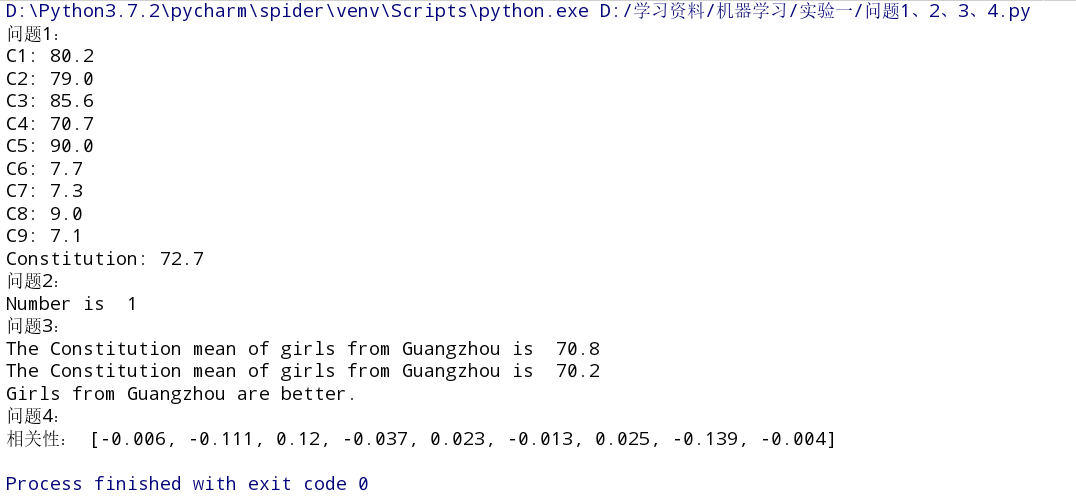 D:\Python3.7.2\pycharm\spider\venv\Scripts\python.exe D:/学习资料/机器学习/实验一/问题1、2、3、4.py
问题1:
C1: 80.2
C2: 79.0
C3: 85.6
C4: 70.7
C5: 90.0
C6: 7.7
C7: 7.3
C8: 9.0
C9: 7.1
Constitution: 72.7
问题2:
Number is  1
问题3:
The Constitution mean of girls from Guangzhou is  70.8
The Constitution mean of girls from Guangzhou is  70.2
Girls from Guangzhou are better.
问题4:
相关性:  [-0.006, -0.111, 0.12, -0.037, 0.023, -0.013, 0.025, -0.139, -0.004]
Process finished with exit code 0